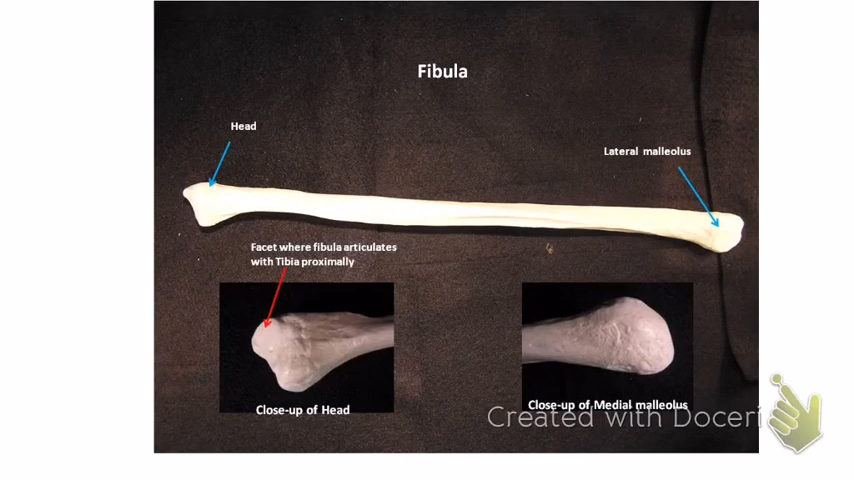 Fibula
Head
Lateral malleolus
Facet where fibula articulates
with Tibia proximally
Close-up of Head
Close-up of Medial malleolus
Created with Doceri